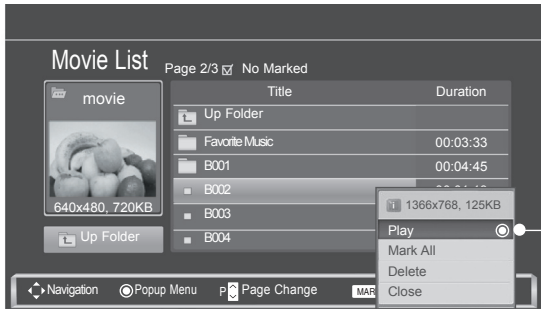 Movie List
Page 2/3 No Marked
movie
640x480, 720KB
Up Folder
Title Duration
Up Folder
Favorite Music 00:03:33
B001 00:04:45
B002
B003
B004
1366x768, 125KB
Play
Mark All
Delete
Close
Navigation Popup Menu P Page Change MAR